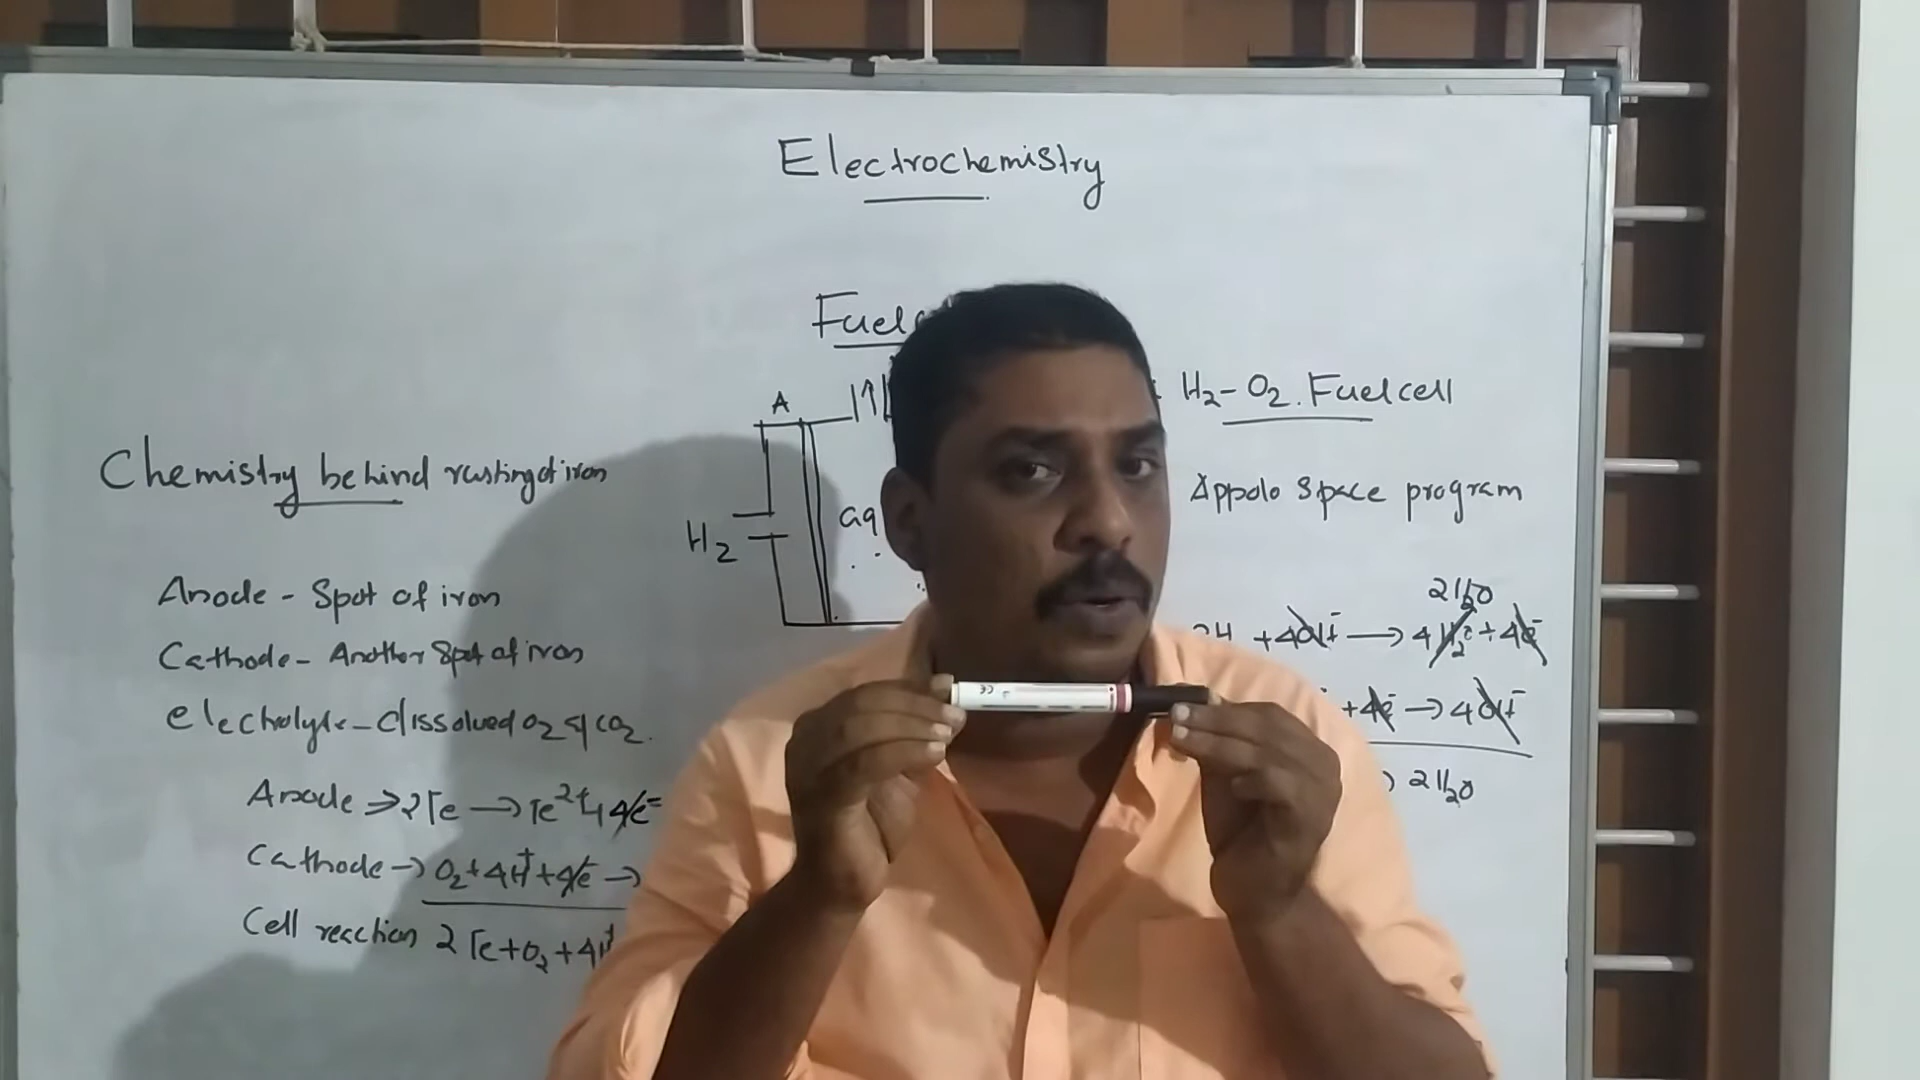 Electrochemistry
Fuel
H2-O2. Fuelcell
A
Chemistry behind rusting of iron
Appolo Space program
H2
aq
Anode - Spot of iron
Cathode - Another Spot of iron
electrolyte - dissolved O2 & CO2.
2H2O
+4OH- → 4H2O+4e-
+4e- → 4OH-
2H2O
Anode → 2Fe → Fe2+ + 4e-
Cathode → O2+4H+ +4e- →
Cell reaction 2Fe+O2+4H+
CE